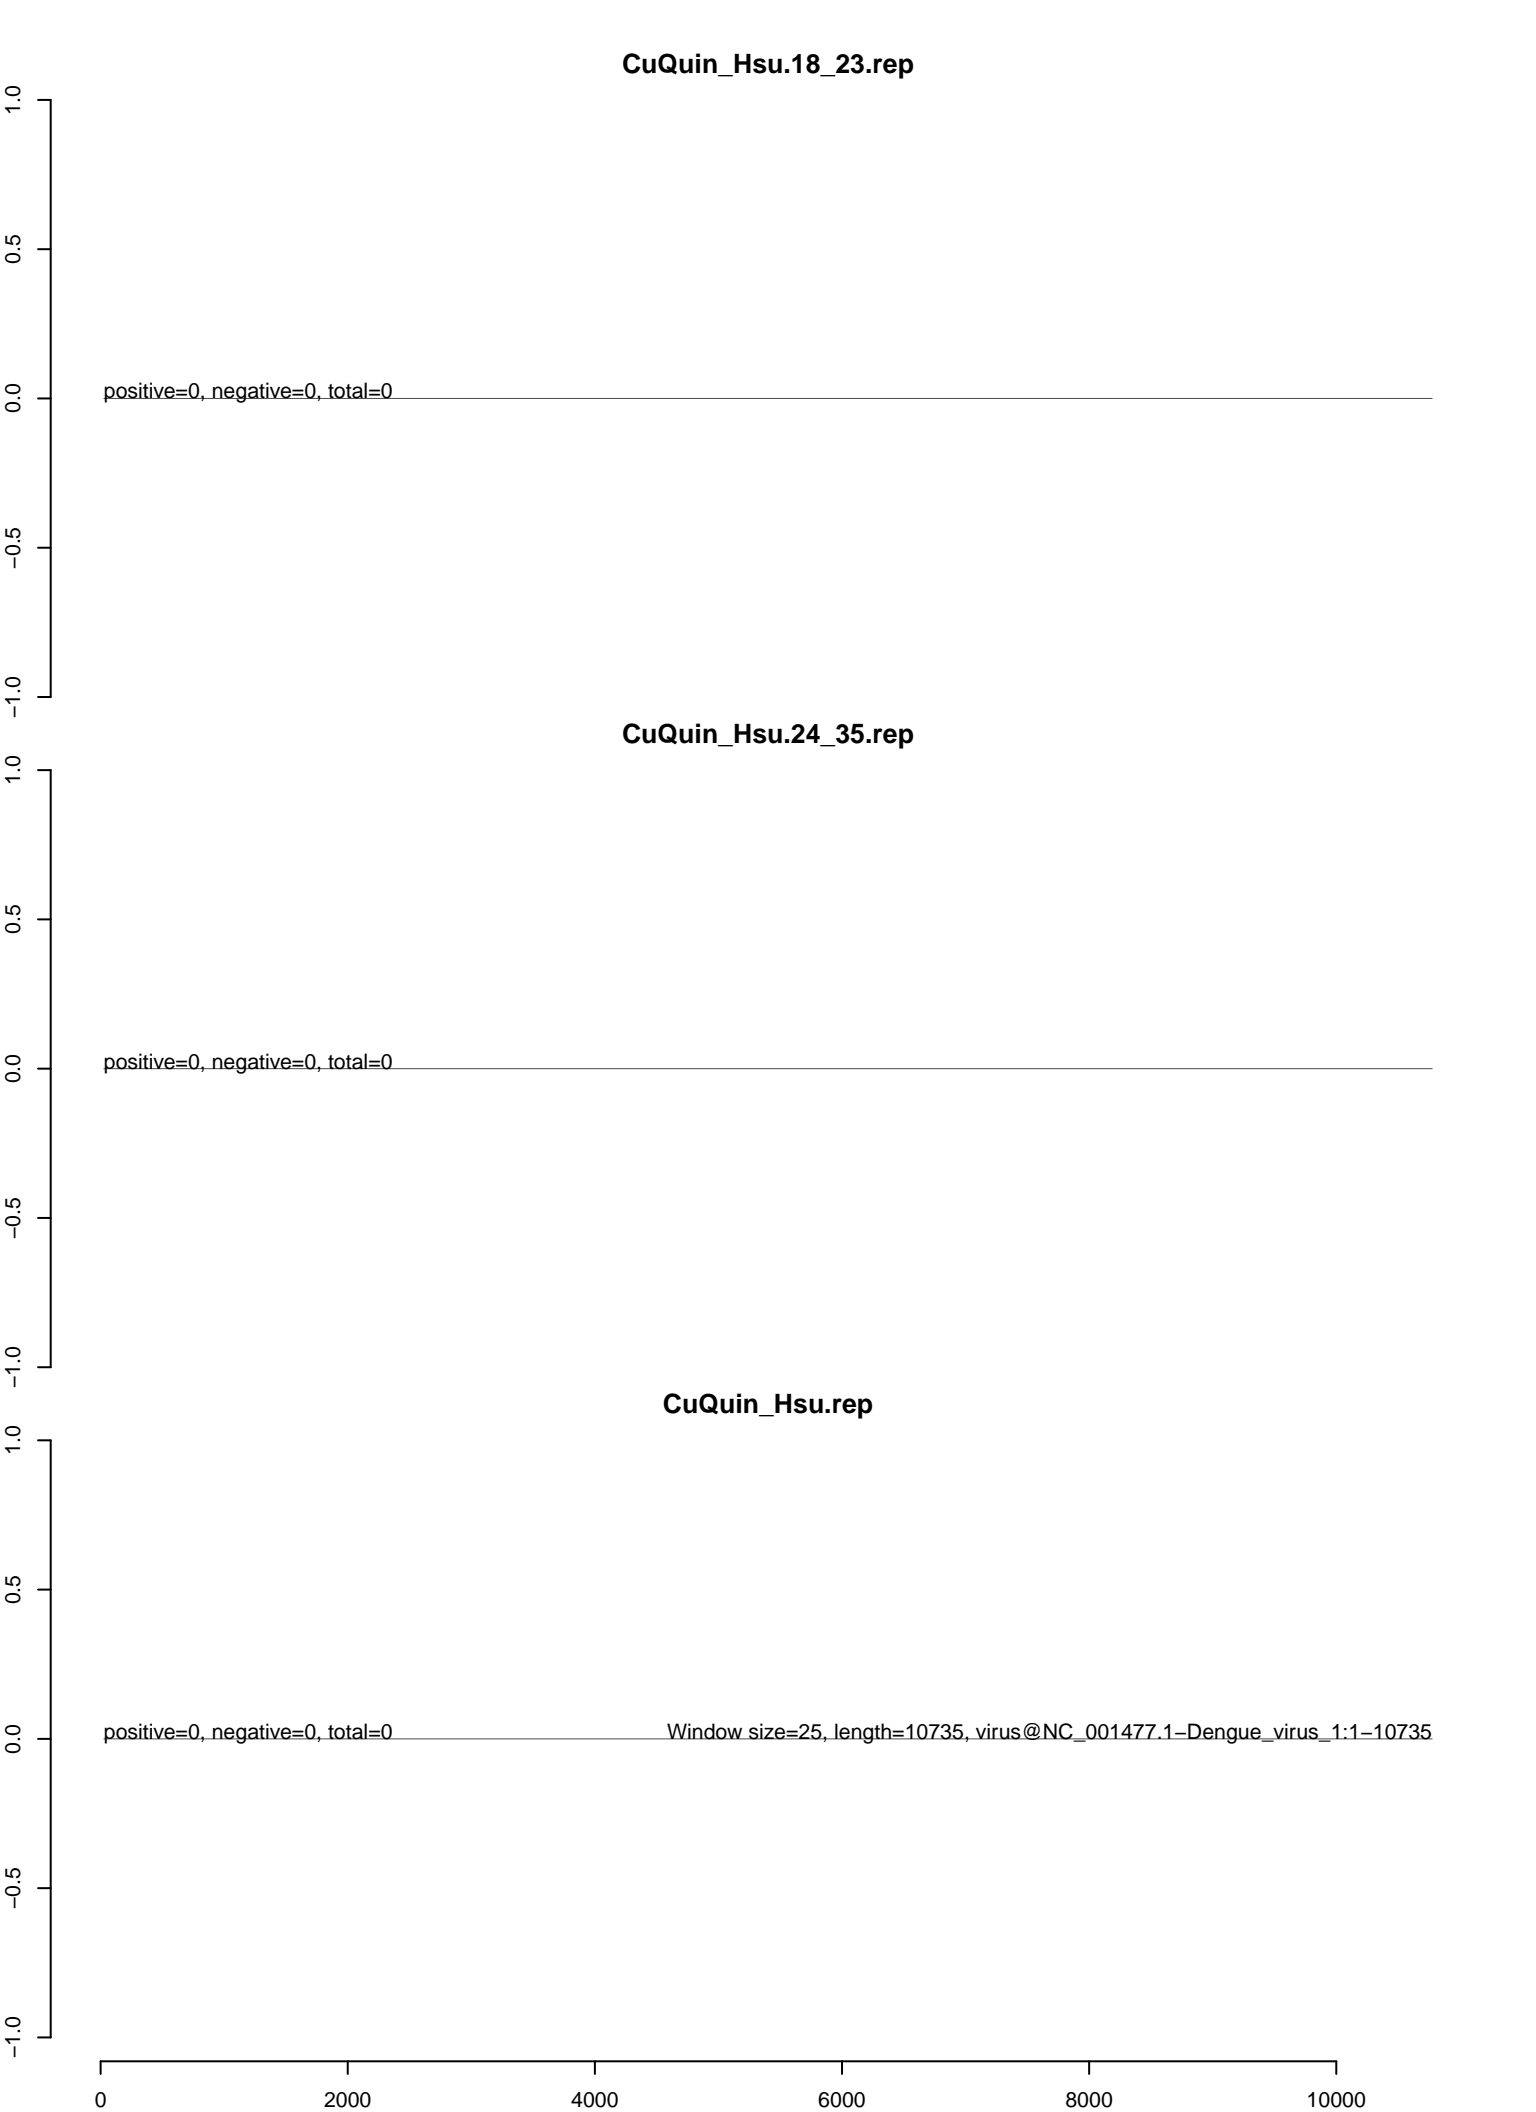 CuQuin_Hsu.18_23.rep
1.0
0.5
0.0
−0.5
−1.0
positive=0, negative=0, total=0
CuQuin_Hsu.24_35.rep
1.0
0.5
0.0
−0.5
−1.0
positive=0, negative=0, total=0
CuQuin_Hsu.rep
1.0
0.5
0.0
−0.5
−1.0
positive=0, negative=0, total=0
Window size=25, length=10735, virus@NC_001477.1−Dengue_virus_1:1−10735
0 2000 4000 6000 8000 10000